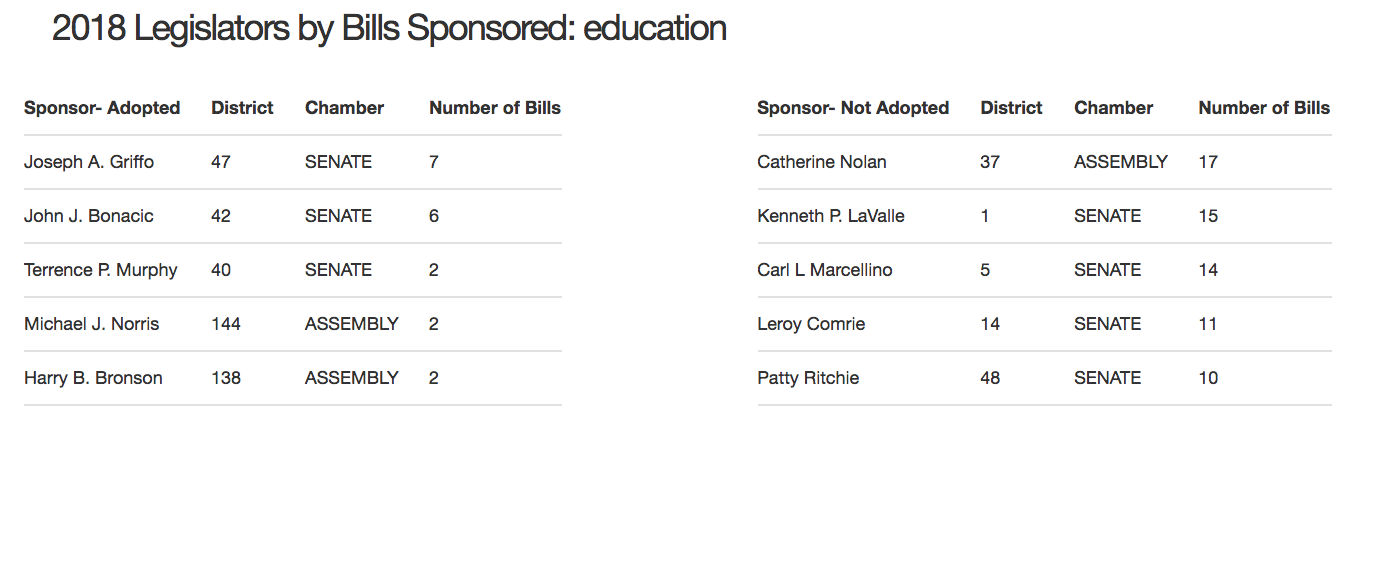 2018 Legislators by Bills Sponsored: education
Sponsor- Adopted District Chamber Number of Bills
Joseph A. Griffo 47 SENATE 7
John J. Bonacic 42 SENATE 6
Terrence P. Murphy 40 SENATE 2
Michael J. Norris 144 ASSEMBLY 2
Harry B. Bronson 138 ASSEMBLY 2
Sponsor- Not Adopted District Chamber Number of Bills
Catherine Nolan 37 ASSEMBLY 17
Kenneth P. LaValle 1 SENATE 15
Carl L Marcellino 5 SENATE 14
Leroy Comrie 14 SENATE 11
Patty Ritchie 48 SENATE 10